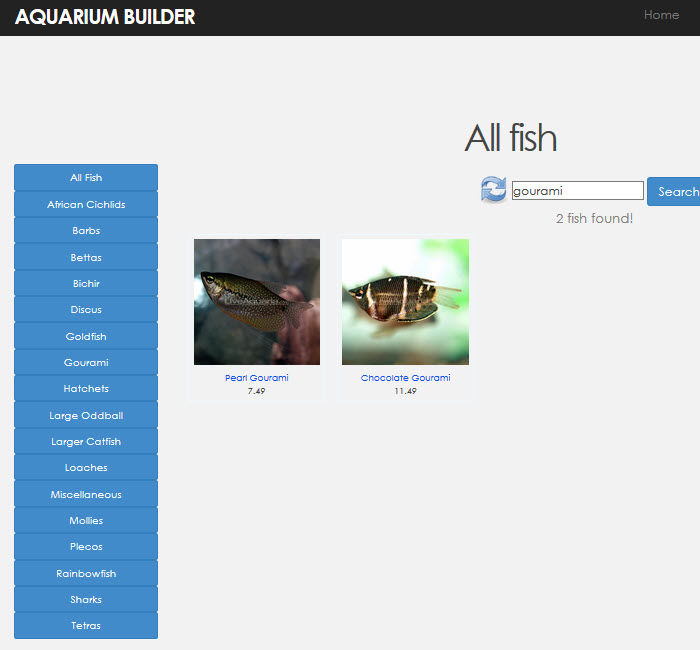 AQUARIUM BUILDER
Home
All fish
gourami
Search
2 fish found!
All Fish
African Cichlids
Barbs
Bettas
Bichir
Discus
Goldfish
Gourami
Hatchets
Large Oddball
Larger Catfish
Loaches
Miscellaneous
Mollies
Plecos
Rainbowfish
Sharks
Tetras
LiveAquaria
Pearl Gourami
7.49
Chocolate Gourami
11.49